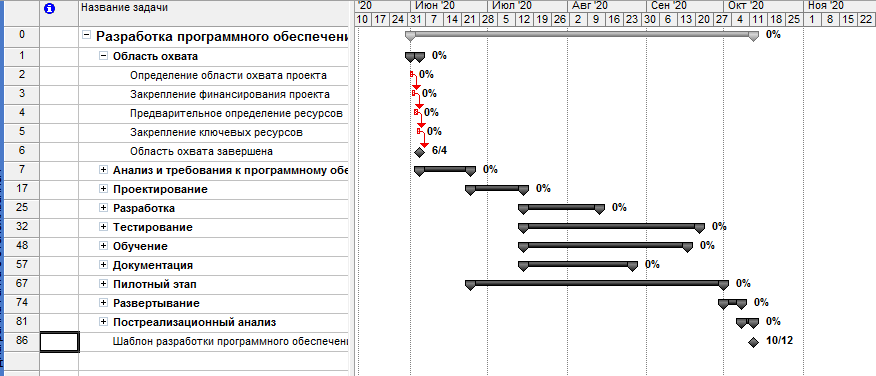 Название задачи '20 Июн '20 Июл '20 Авг '20 Сен '20 Окт '20 Ноя '20
10 17 24 31 7 14 21 28 5 12 19 26 2 9 16 23 30 6 13 20 27 4 11 18 25 1 8 15 22
0 Разработка программного обеспечени 0%
1 Область охвата 0%
2 Определение области охвата проекта 0%
3 Закрепление финансирования проекта 0%
4 Предварительное определение ресурсов 0%
5 Закрепление ключевых ресурсов 0%
6 Область охвата завершена 6/4
7 Анализ и требования к программному обе 0%
17 Проектирование 0%
25 Разработка 0%
32 Тестирование 0%
48 Обучение 0%
57 Документация 0%
67 Пилотный этап 0%
74 Развертывание 0%
81 Постреализационный анализ 0%
86 Шаблон разработки программного обеспечени 10/12